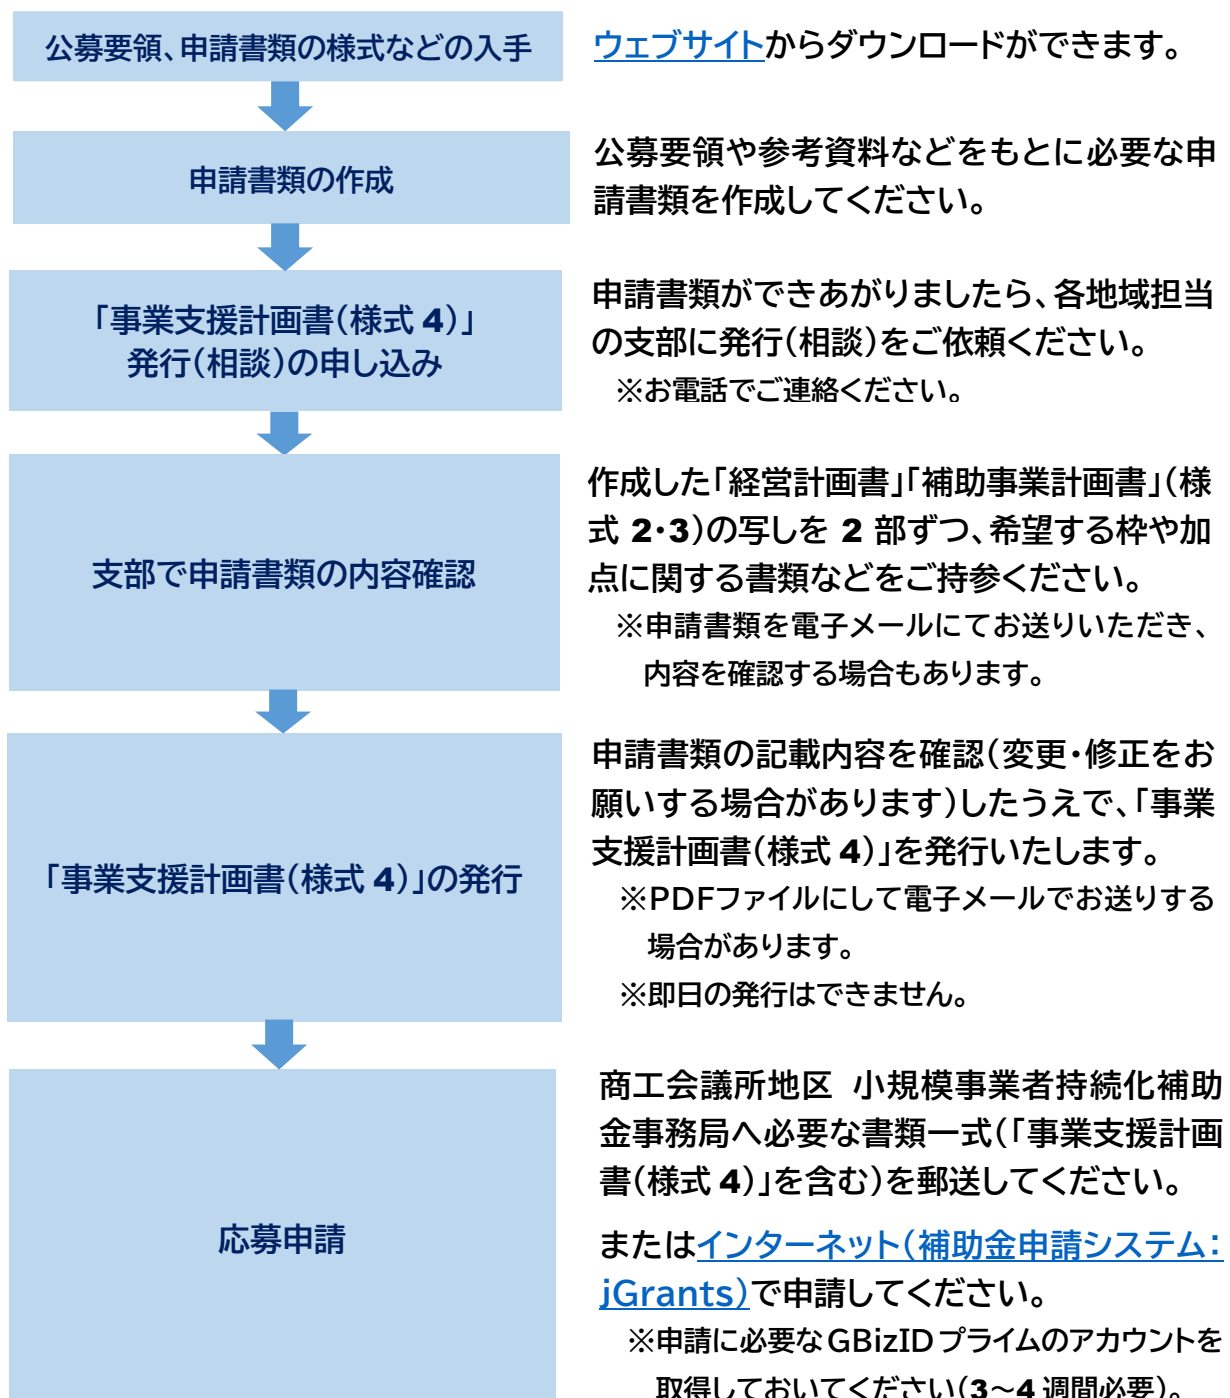 公募要領、申請書類の様式などの入手
ウェブサイトからダウンロードができます。
申請書類の作成
公募要領や参考資料などをもとに必要な申
請書類を作成してください。
「事業支援計画書(様式 4)」
発行(相談)の申し込み
申請書類ができあがりましたら、各地域担当
の支部に発行(相談)をご依頼ください。
※お電話でご連絡ください。
支部で申請書類の内容確認
作成した「経営計画書」「補助事業計画書」(様
式 2・3)の写しを 2 部ずつ、希望する枠や加
点に関する書類などをご持参ください。
※申請書類を電子メールにてお送りいただき、
内容を確認する場合もあります。
「事業支援計画書(様式 4)」の発行
申請書類の記載内容を確認(変更・修正をお
願いする場合があります)したうえで、「事業
支援計画書(様式 4)」を発行いたします。
※PDFファイルにして電子メールでお送りする
場合があります。
※即日の発行はできません。
応募申請
商工会議所地区 小規模事業者持続化補助
金事務局へ必要な書類一式(「事業支援計画
書(様式 4)」を含む)を郵送してください。
またはインターネット(補助金申請システム:
jGrants)で申請してください。
※申請に必要なGBizIDプライムのアカウントを
取得しておいてください(3~4 週間必要)。